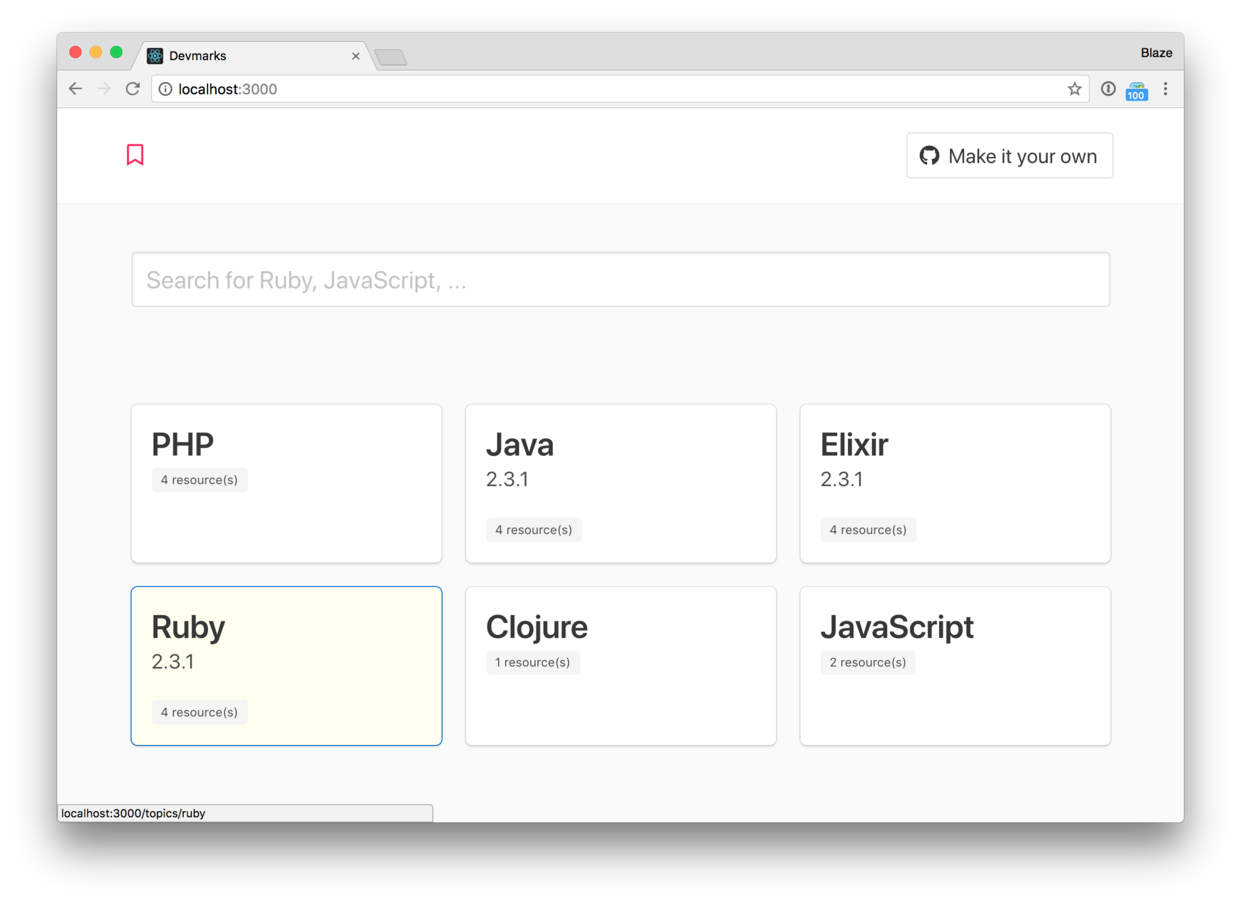 Devmarks
Blaze
localhost:3000
100
Make it your own
Search for Ruby, JavaScript, ...
PHP
4 resource(s)
Java
2.3.1
4 resource(s)
Elixir
2.3.1
4 resource(s)
Ruby
2.3.1
4 resource(s)
Clojure
1 resource(s)
JavaScript
2 resource(s)
localhost:3000/topics/ruby